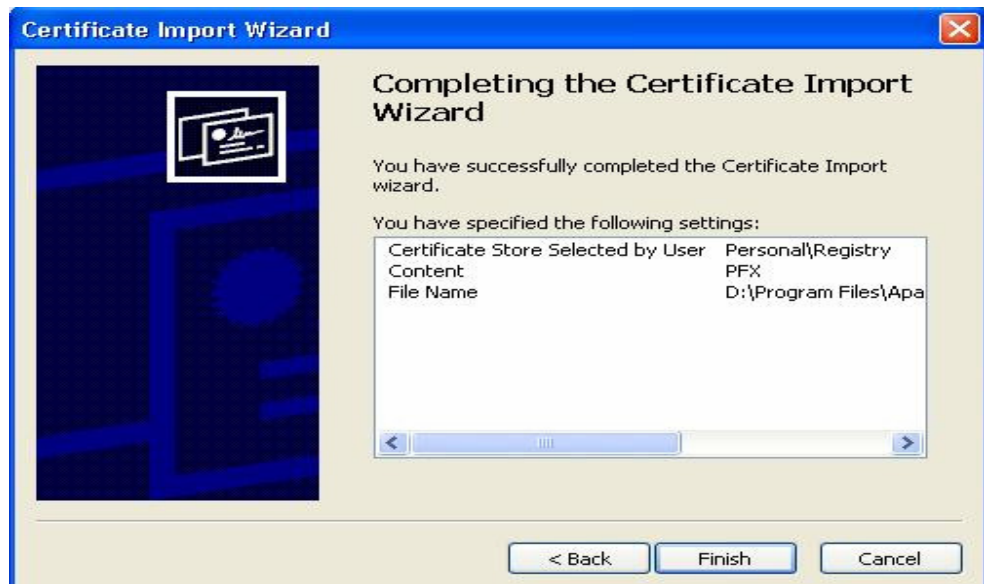 Certificate Import Wizard
Completing the Certificate Import
Wizard
You have successfully completed the Certificate Import
wizard.
You have specified the following settings:
Certificate Store Selected by User Personal\Registry
Content PFX
File Name D:\Program Files\Apa
< Back Finish Cancel